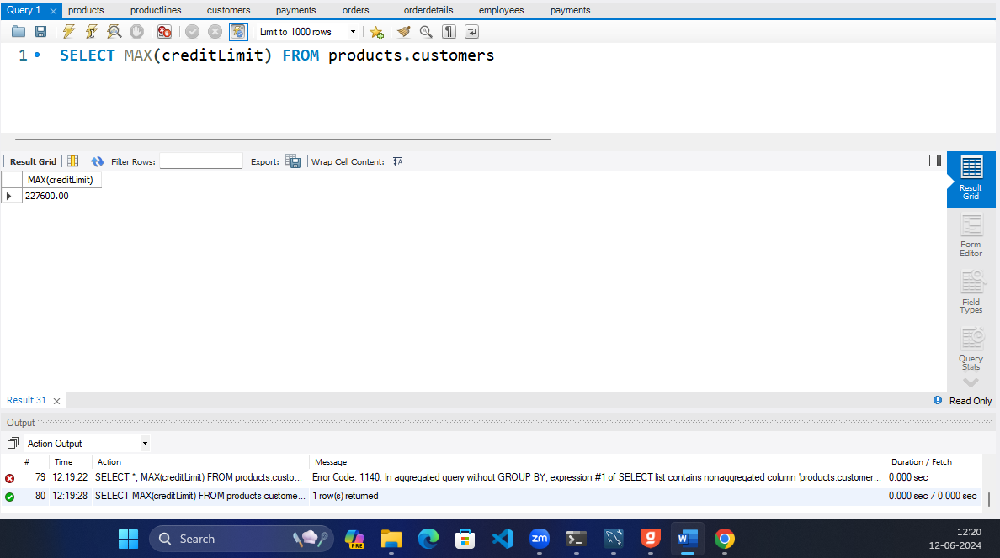 Query 1 products productlines customers payments orders orderdetails employees payments
Limit to 1000 rows
1 SELECT MAX(creditLimit) FROM products.customers
Result Grid Filter Rows: Export: Wrap Cell Content:
MAX(creditLimit)
227600.00
Result
Grid
Form
Editor
Field
Types
Query
Stats
Result 31 Read Only
Output
Action Output
# Time Action Message Duration / Fetch
79 12:19:22 SELECT *, MAX(creditLimit) FROM products.custo... Error Code: 1140. In aggregated query without GROUP BY, expression #1 of SELECT list contains nonaggregated column 'products.customer... 0.000 sec
80 12:19:28 SELECT MAX(creditLimit) FROM products.custome... 1 row(s) returned 0.000 sec / 0.000 sec
Search PRE zm g W 12:20
12-06-2024